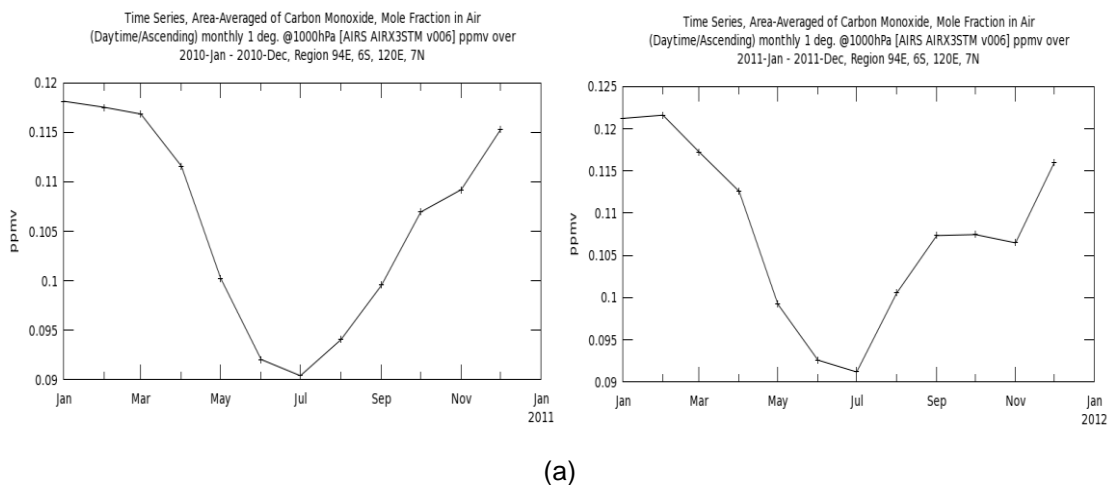 Time Series, Area-Averaged of Carbon Monoxide, Mole Fraction in Air
(Daytime/Ascending) monthly 1 deg. @1000hPa [AIRS AIRX3STM v006] ppmv over
2010-Jan - 2010-Dec, Region 94E, 6S, 120E, 7N
0.12
0.115
0.11
0.105
0.1
0.095
0.09
ppmv
Jan Mar May Jul Sep Nov Jan
2011
Time Series, Area-Averaged of Carbon Monoxide, Mole Fraction in Air
(Daytime/Ascending) monthly 1 deg. @1000hPa [AIRS AIRX3STM v006] ppmv over
2011-Jan - 2011-Dec, Region 94E, 6S, 120E, 7N
0.125
0.12
0.115
0.11
0.105
0.1
0.095
0.09
ppmv
Jan Mar May Jul Sep Nov Jan
2012
(a)